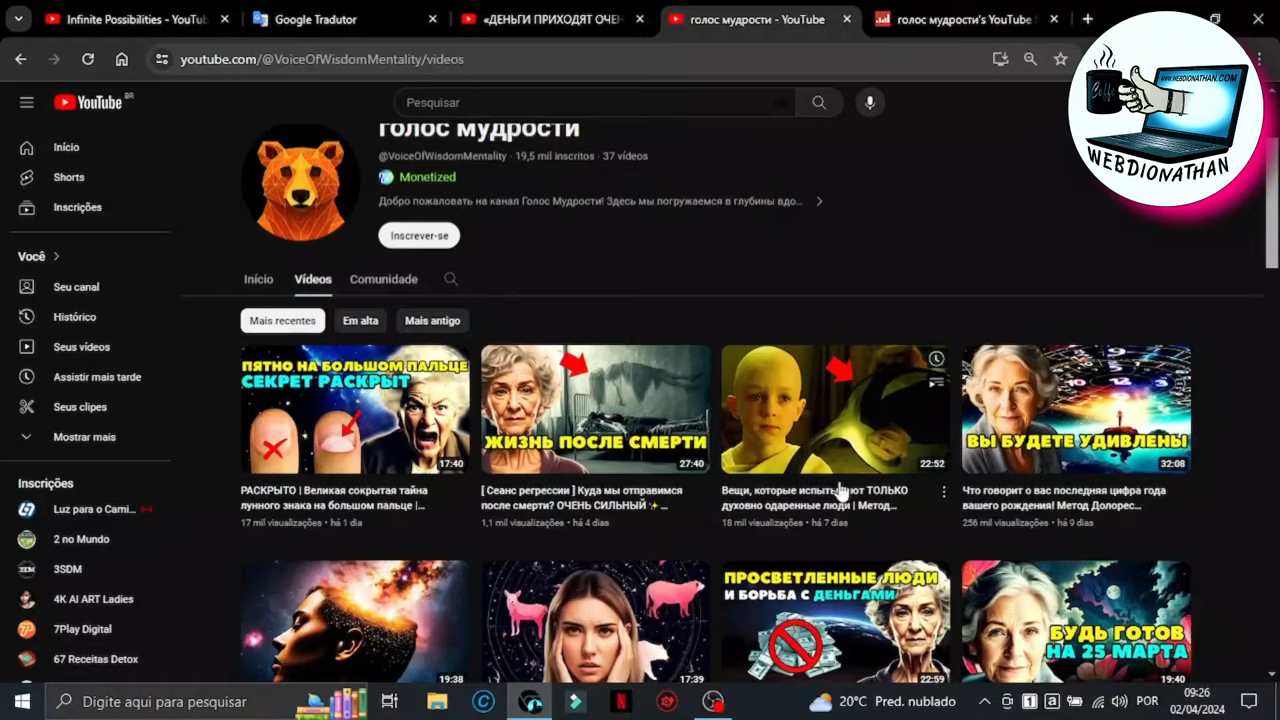 Infinite Possibilities - YouTub
Google Tradutor
«ДЕНЬГИ ПРИХОДЯТ ОЧЕН
голос мудрости - YouTube
голос мудрости's YouTube S
youtube.com/@VoiceOfWisdomMentality/videos
WWW.WEBDIONATHAN.COM
Coffe
WEBDIONATHAN
YouTube BR
Pesquisar
Início
Shorts
Inscrições
Você
Seu canal
Histórico
Seus vídeos
Assistir mais tarde
Seus clipes
Mostrar mais
Inscrições
Luz para o Cami...
2 no Mundo
3SDM
4K AI ART Ladies
7Play Digital
67 Receitas Detox
голос мудрости
@VoiceOfWisdomMentality · 19,5 mil inscritos · 37 vídeos
Monetized
Добро пожаловать на канал Голос Мудрости! Здесь мы погружаемся в глубины вдо...
Inscrever-se
Início
Vídeos
Comunidade
Mais recentes
Em alta
Mais antigo
ПЯТНО НА БОЛЬШОМ ПАЛЬЦЕ
СЕКРЕТ РАСКРЫТ
17:40
РАСКРЫТО | Великая сокрытая тайна
лунного знака на большом пальце |...
17 mil visualizações · há 1 dia
ЖИЗНЬ ПОСЛЕ СМЕРТИ
27:40
[ Сеанс регрессии ] Куда мы отправимся
после смерти? ОЧЕНЬ СИЛЬНЫЙ ✨...
1,1 mil visualizações · há 4 dias
22:52
Вещи, которые ТОЛЬКО
духовно одаренные люди | Метод...
18 mil visualizações · há 7 dias
ВЫ БУДЕТЕ УДИВЛЕНЫ
32:08
Что говорит о вас последняя цифра года
вашего рождения! Метод Долорес...
256 mil visualizações · há 9 dias
19:38
17:39
ПРОСВЕТЛЕННЫЕ ЛЮДИ
И БОРЬБА С ДЕНЬГАМИ
22:59
БУДЬ ГОТОВ
НА 25 МАРТА
19:40
Digite aqui para pesquisar
20°C Pred. nublado
POR
09:26
02/04/2024